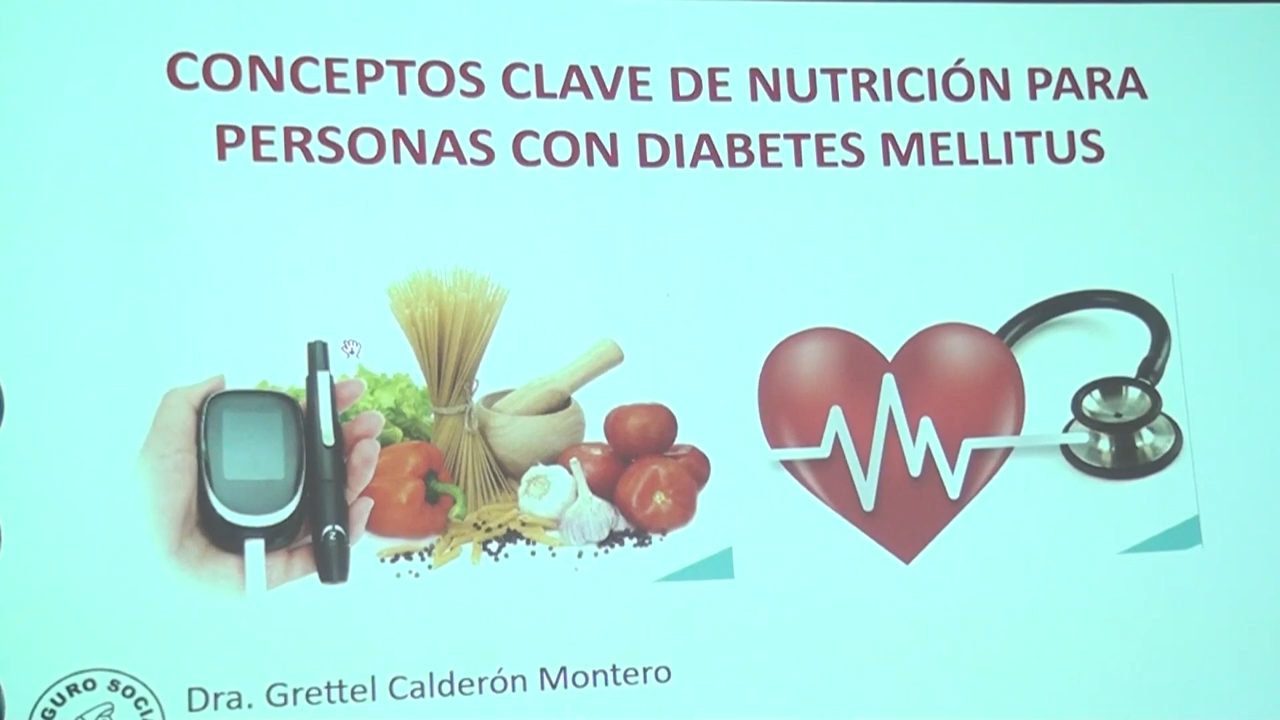 CONCEPTOS CLAVE DE NUTRICIÓN PARA
PERSONAS CON DIABETES MELLITUS
Dra. Grettel Calderón Montero